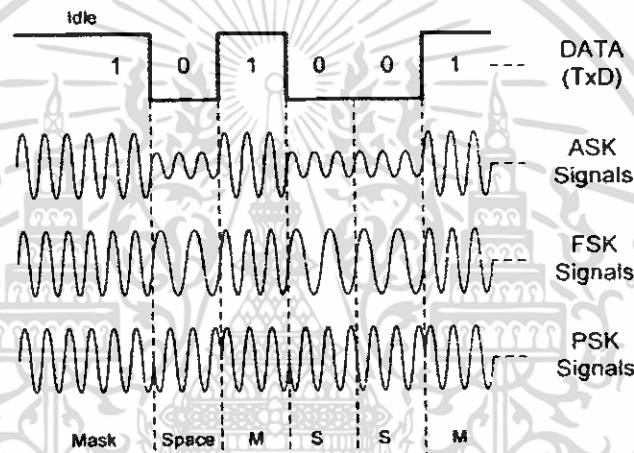 Idle
1 0 1 0 0 1
DATA
(TxD)
ASK
Signals
FSK
Signals
PSK
Signals
Mask Space M S S M